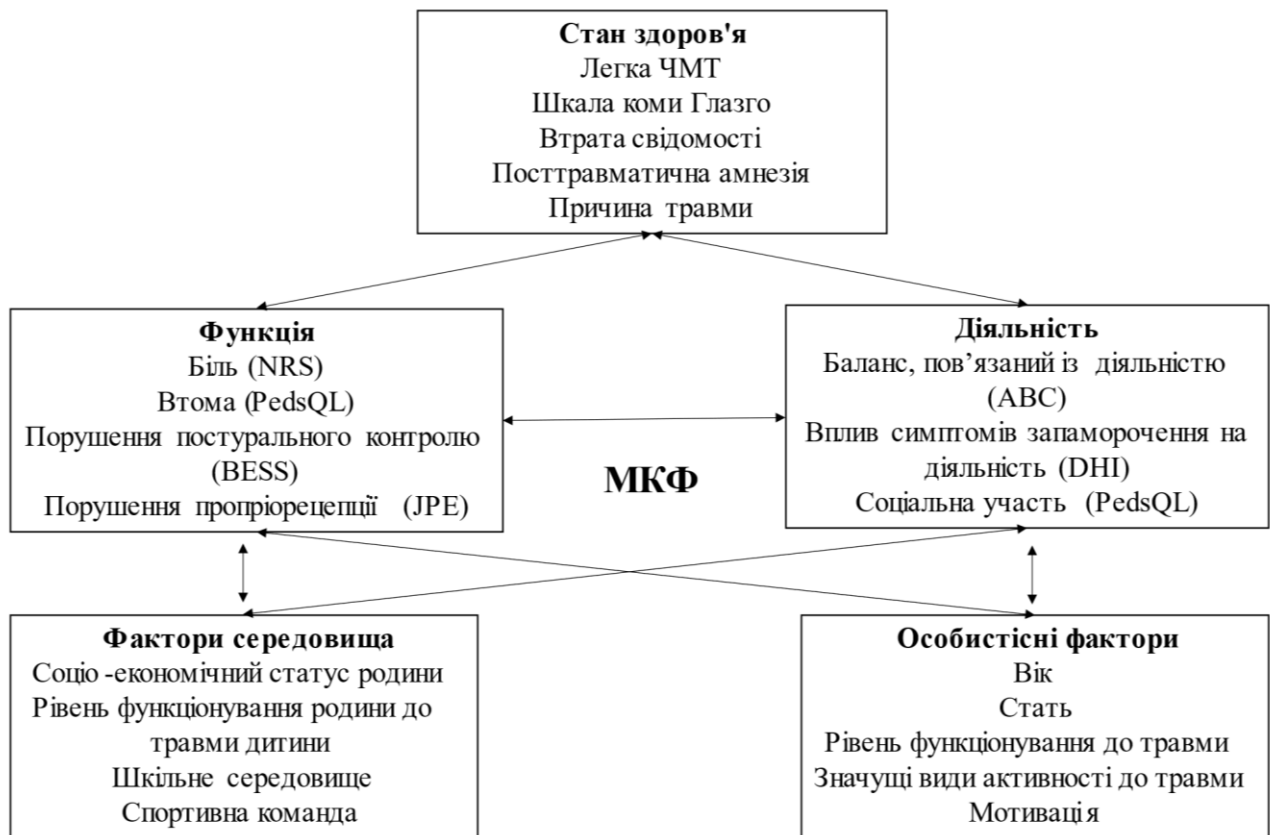 Стан здоров'я
Легка ЧМТ
Шкала коми Глазго
Втрата свідомості
Посттравматична амнезія
Причина травми
Функція
Біль (NRS)
Втома (PedsQL)
Порушення постурального контролю
(BESS)
Порушення пропріорецепції (JPE)
МКФ
Діяльність
Баланс, пов’язаний із діяльністю
(ABC)
Вплив симптомів запаморочення на
діяльність (DHI)
Соціальна участь (PedsQL)
Фактори середовища
Соціо -економічний статус родини
Рівень функціонування родини до
травми дитини
Шкільне середовище
Спортивна команда
Особистісні фактори
Вік
Стать
Рівень функціонування до травми
Значущі види активності до травми
Мотивація